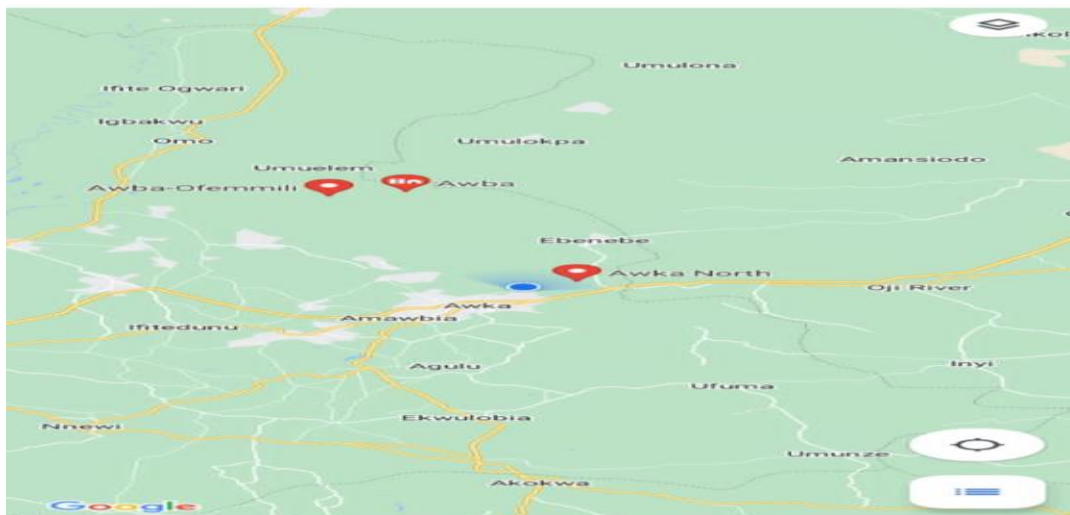 Umulona
Ifite Ogwari
Igbakwu
Omo
Umulokpa
Amansiodo
Umuelem
Awba-Ofemmili
Awba
Ebenebe
Awka North
Oji River
Awka
Amawbia
Ifitedunu
Agulu
Inyi
Ufuma
Ekwulobia
Nnewi
Umunze
Akokwa
Google